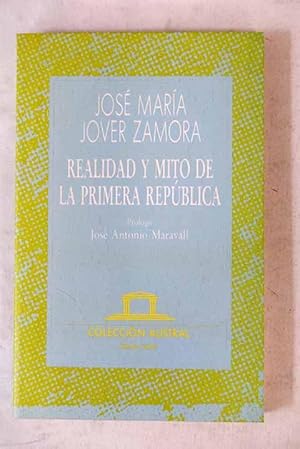 JOSÉ MARÍA
JOVER ZAMORA
REALIDAD Y MITO DE
LA PRIMERA REPÚBLICA
Prólogo
José Antonio Maravall
COLECCIÓN AUSTRAL